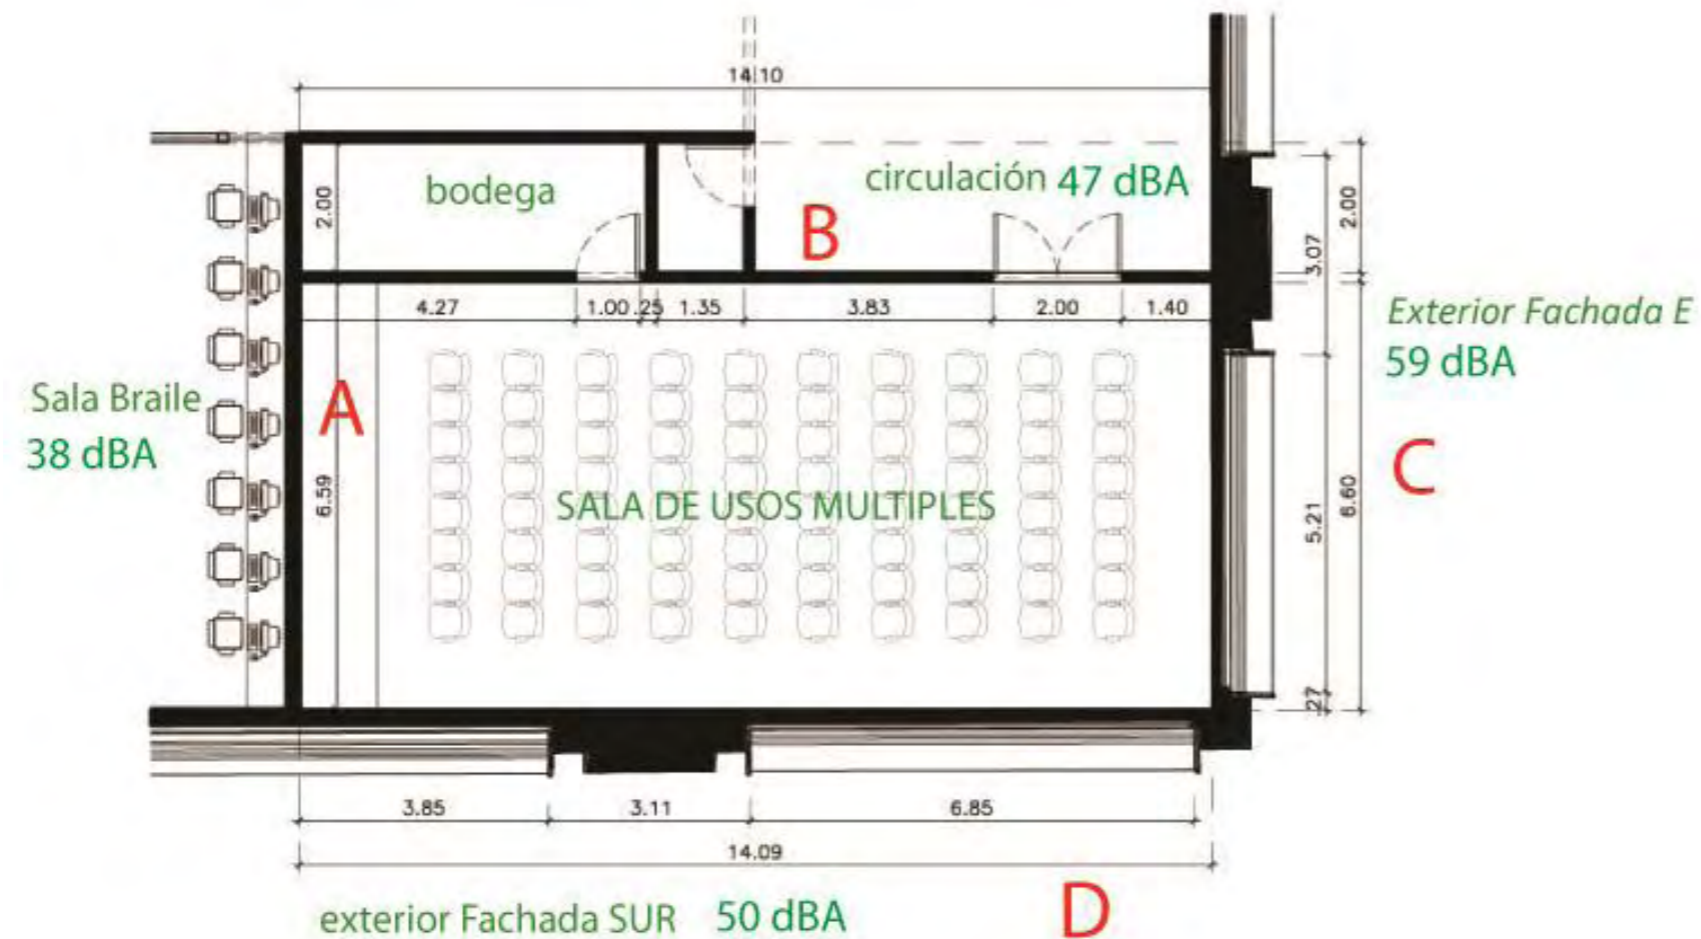 14.10
bodega
circulación 47 dBA
2.00
B
2.00
3.07
4.27
1.00
.25
1.35
3.83
2.00
1.40
Exterior Fachada E
59 dBA
Sala Braile
38 dBA
A
C
6.59
SALA DE USOS MULTIPLES
5.21
6.60
.27
3.85
3.11
6.85
14.09
exterior Fachada SUR 50 dBA
D